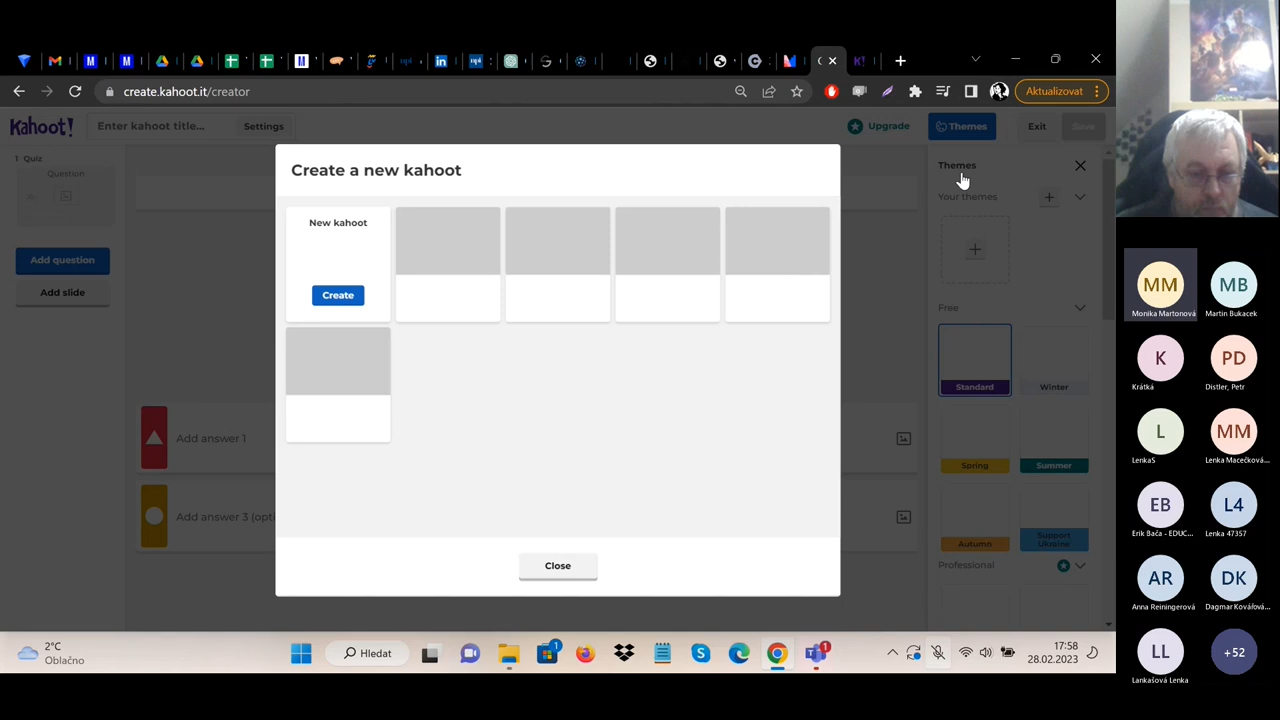 create.kahoot.it/creator
Aktualizovat
Kahoot!
Enter kahoot title...
Settings
Upgrade
Themes
Exit
Save
1 Quiz
Question
Add question
Add slide
Create a new kahoot
New kahoot
Create
Close
Add answer 1
Add answer 3 (opti
Themes
Your themes
Free
Standard
Winter
Spring
Summer
Autumn
Support Ukraine
Professional
MM
Monika Martonová
MB
Martin Bukacek
K
Krátká
PD
Distler, Petr
L
LenkaS
MM
Lenka Macečková...
EB
Erik Bača - EDUC...
L4
Lenka 47357
AR
Anna Reiningerová
DK
Dagmar Kovářová...
LL
Lankašová Lenka
+52
2°C
Oblačno
Hledat
17:58
28.02.2023